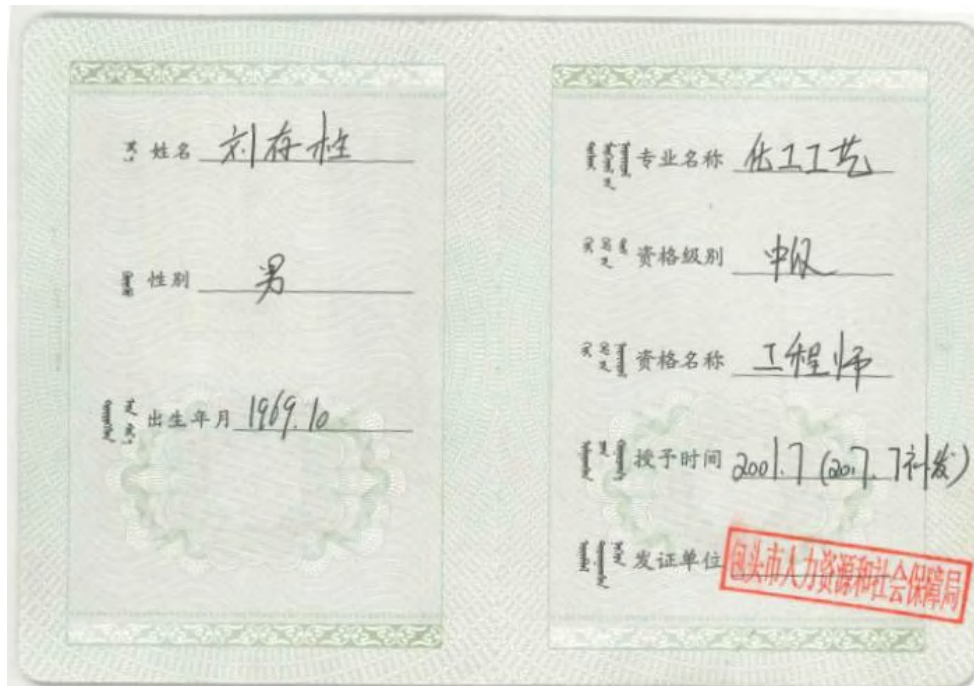 姓名 刘存柱
性别 男
出生年月 1969.10
专业名称 化工工艺
资格级别 中级
资格名称 工程师
授予时间 2001.7 (2017.7补发)
发证单位 包头市人力资源和社会保障局